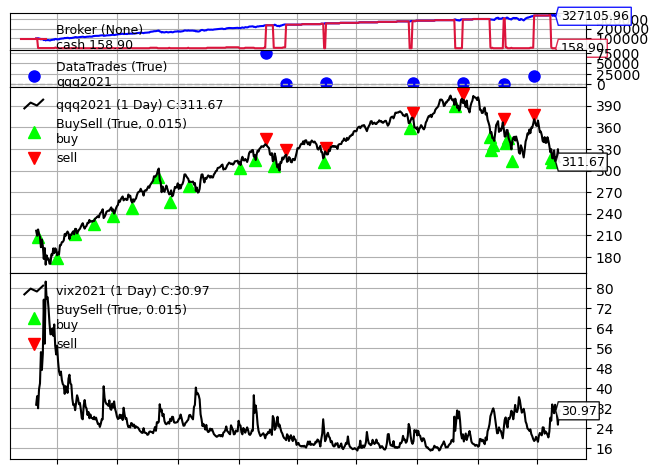 Broker (None)
cash 158.90
327105.96
200000
158.90
DataTrades (True)
qqq2021
75000
50000
25000
0
qqq2021 (1 Day) C:311.67
BuySell (True, 0.015)
buy
sell
390
360
330
311.67
300
270
240
210
180
vix2021 (1 Day) C:30.97
BuySell (True, 0.015)
buy
sell
80
72
64
56
48
40
32
30.97
24
16